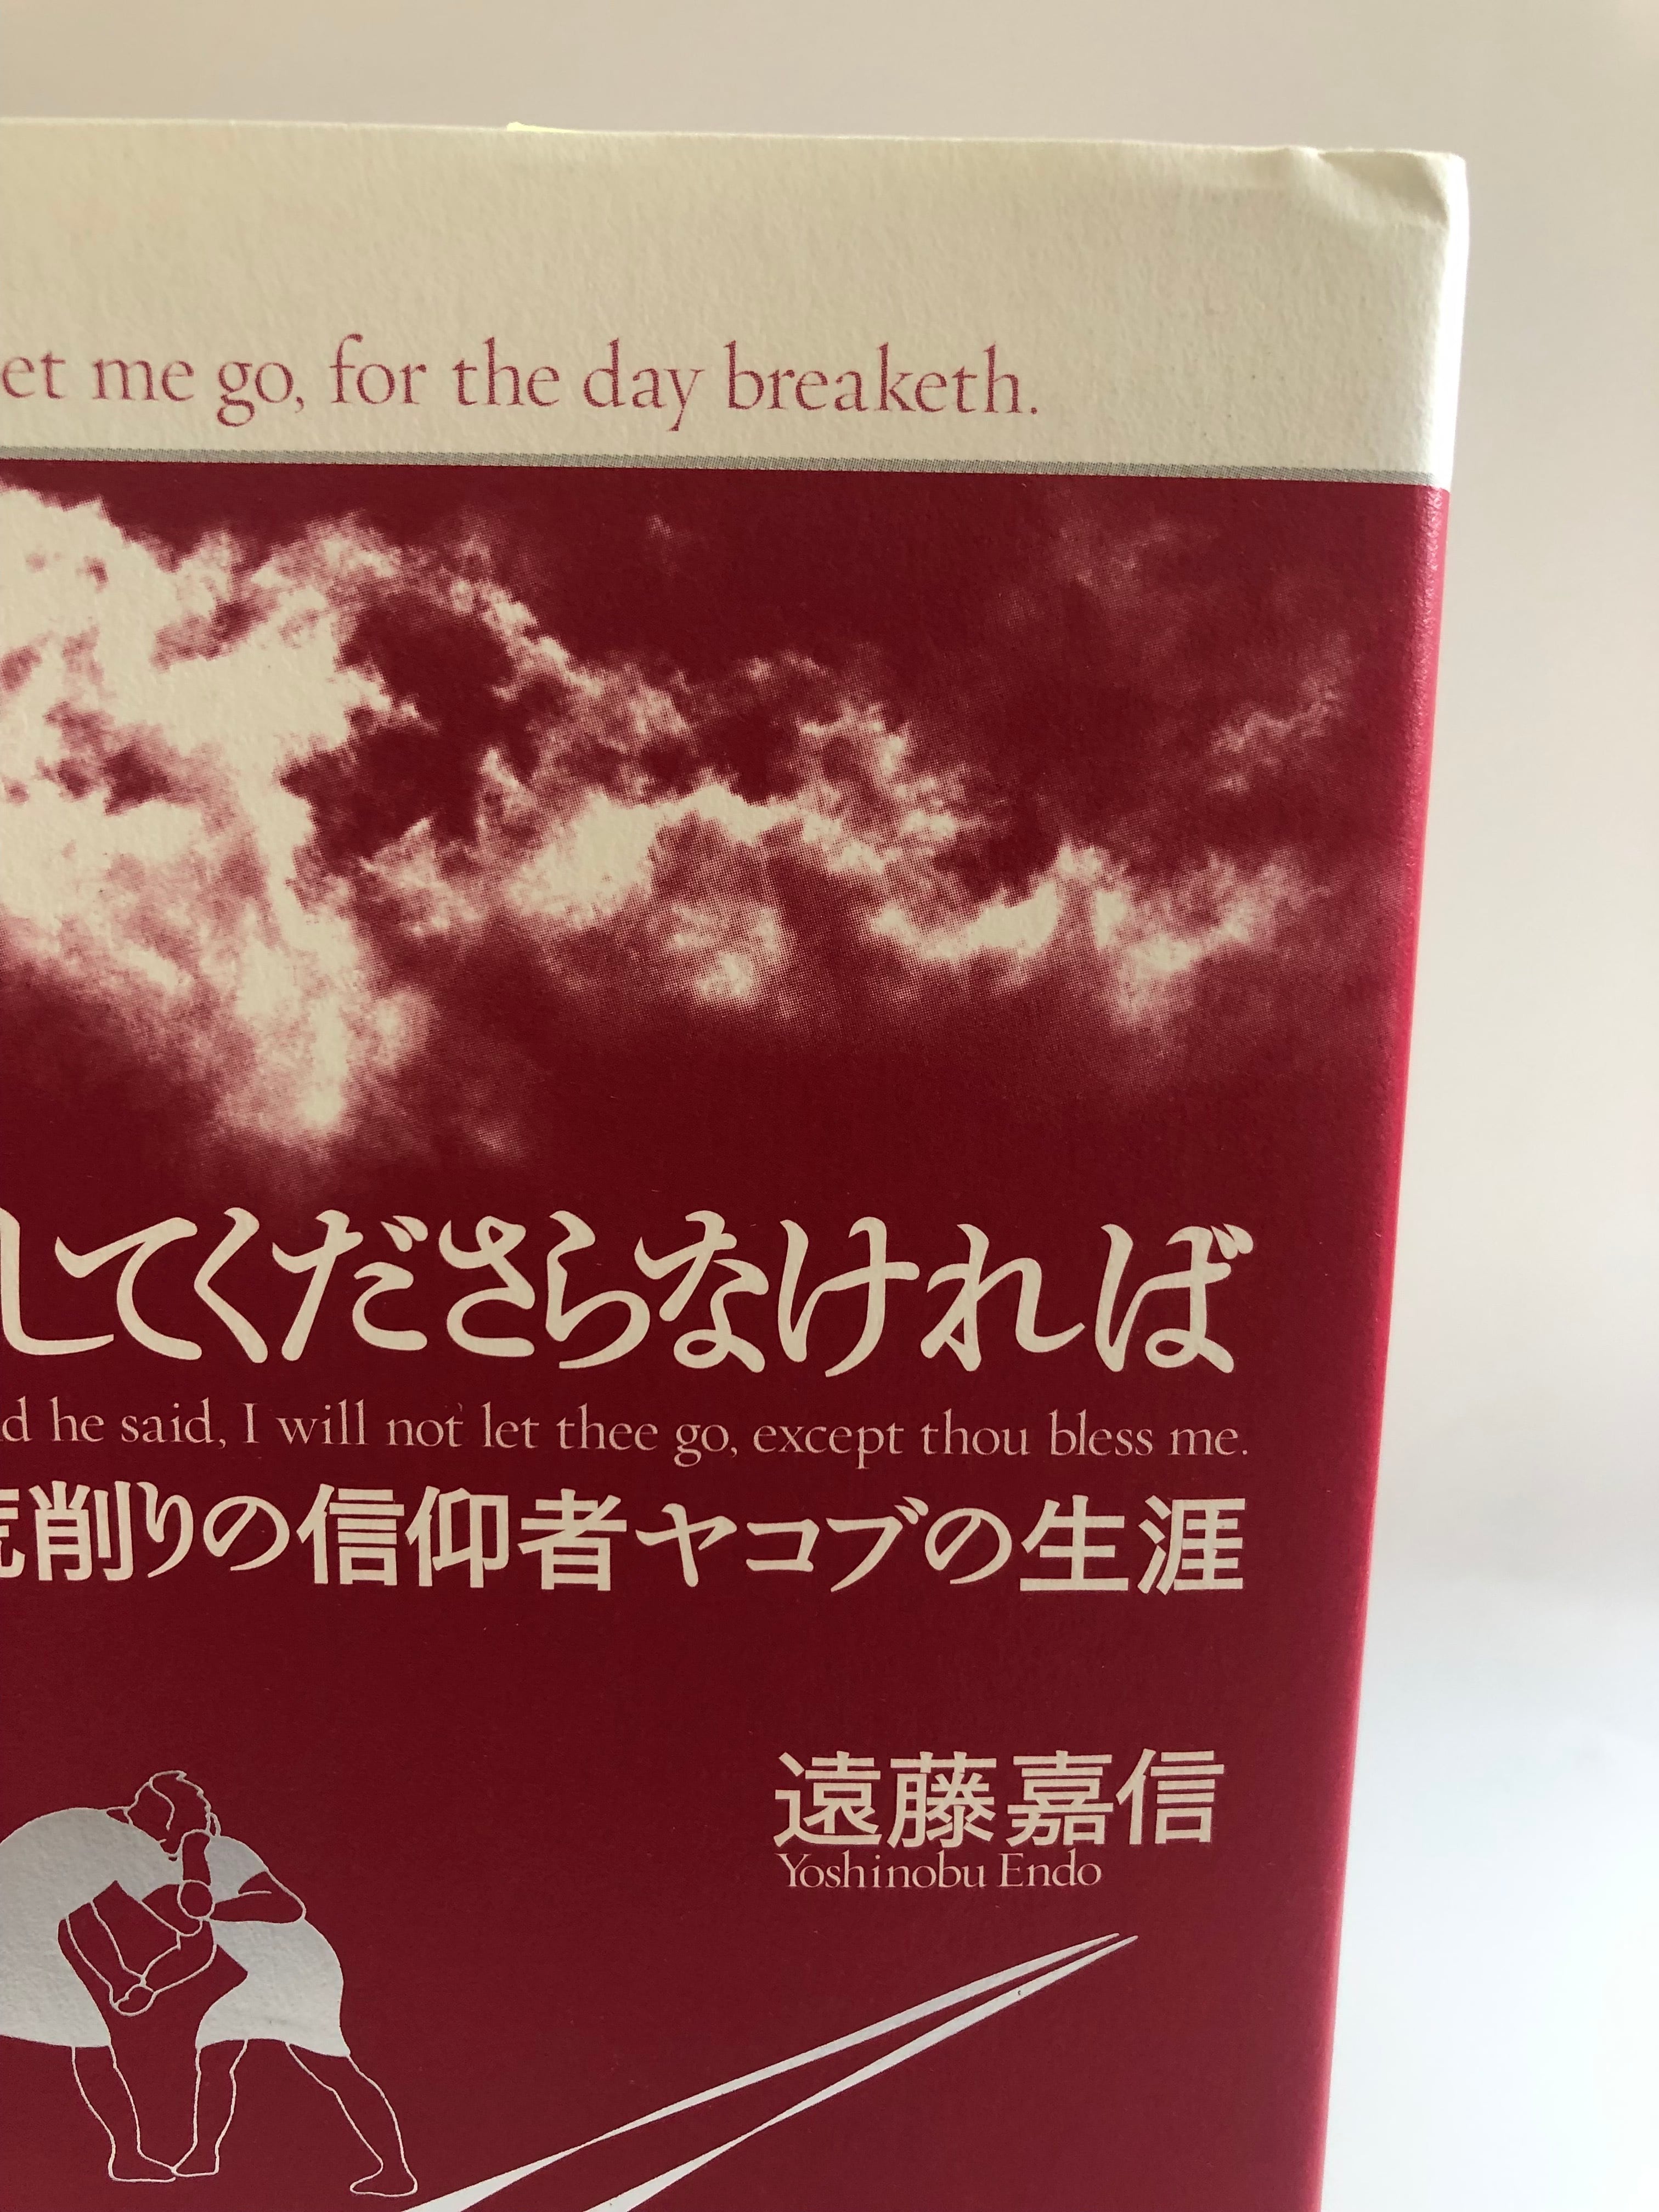 et me go, for the day breaketh.
してくださらなければ
d he said, I will not let thee go, except thou bless me.
荒削りの信仰者ヤコブの生涯
遠藤嘉信
Yoshinobu Endo